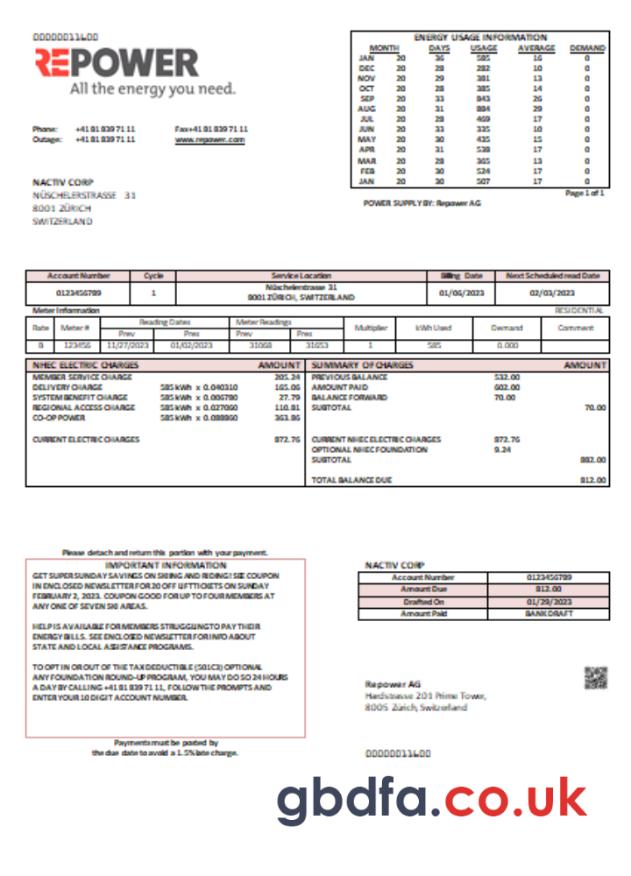 00000011600
REPOWER
All the energy you need.
Phone: +41 81 839 71 11 Fax+41 81 839 71 11
Outage: +41 81 839 71 11 www.repower.com
NACTIV CORP
NÜSCHELERSTRASSE 31
8001 ZÜRICH
SWITZERLAND
ENERGY USAGE INFORMATION
MONTH DAYS USAGE AVERAGE DEMAND
JAN 20 36 585 16 0
DEC 20 28 282 10 0
NOV 20 29 381 13 0
OCT 20 28 385 14 0
SEP 20 33 843 26 0
AUG 20 31 884 29 0
JUL 20 28 469 17 0
JUN 20 33 335 10 0
MAY 20 30 435 15 0
APR 20 31 538 17 0
MAR 20 28 365 13 0
FEB 20 30 524 17 0
JAN 20 30 507 17 0
Page 1 of 1
POWER SUPPLY BY: Repower AG
Account Number Cycle Service Location Billing Date Next Scheduled read Date
0123456789 1 Nüschelerstrasse 31 01/06/2023 02/03/2023
8001 ZÜRICH, SWITZERLAND
Meter Information RESIDENTIAL
Rate Meter # Reading Dates Meter Readings Multiplier kWh Used Demand Comment
Prev Pres Prev Pres
B 123456 11/27/2023 01/02/2023 31068 31653 1 585 0.000
NHEC ELECTRIC CHARGES AMOUNT
MEMBER SERVICE CHARGE 205.24
DELIVERY CHARGE 585 kWh x 0.040310 165.06
SYSTEM BENEFIT CHARGE 585 kWh x 0.006780 27.79
REGIONAL ACCESS CHARGE 585 kWh x 0.027060 110.81
CO-OP POWER 585 kWh x 0.088860 363.86
CURRENT ELECTRIC CHARGES 872.76
SUMMARY OF CHARGES AMOUNT
PREVIOUS BALANCE 532.00
AMOUNT PAID 602.00
BALANCE FORWARD 70.00
SUBTOTAL 70.00
CURRENT NHEC ELECTRIC CHARGES 872.76
OPTIONAL NHEC FOUNDATION 9.24
SUBTOTAL 882.00
TOTAL BALANCE DUE 812.00
Please detach and return this portion with your payment.
IMPORTANT INFORMATION
GET SUPER SUNDAY SAVINGS ON SKIING AND RIDING! SEE COUPON
IN ENCLOSED NEWSLETTER FOR 20 OFF LIFT TICKETS ON SUNDAY
FEBRUARY 2, 2023. COUPON GOOD FOR UP TO FOUR MEMBERS AT
ANY ONE OF SEVEN SKI AREAS.
HELP IS AVAILABLE FOR MEMBERS STRUGGLING TO PAY THEIR
ENERGY BILLS. SEE ENCLOSED NEWSLETTER FOR INFO ABOUT
STATE AND LOCAL ASSISTANCE PROGRAMS.
TO OPT IN OR OUT OF THE TAX DEDUCTIBLE (501C3) OPTIONAL
ANY FOUNDATION ROUND-UP PROGRAM, YOU MAY DO SO 24 HOURS
A DAY BY CALLING +41 81 839 71 11, FOLLOW THE PROMPTS AND
ENTER YOUR 10 DIGIT ACCOUNT NUMBER.
Payments must be posted by
the due date to avoid a 1.5% late charge.
NACTIV CORP
Account Number 0123456789
Amount Due 812.00
Drafted On 01/29/2023
Amount Paid BANK DRAFT
Repower AG
Hardstrasse 201 Prime Tower,
8005 Zürich, Switzerland
00000011600
gbdfa.co.uk